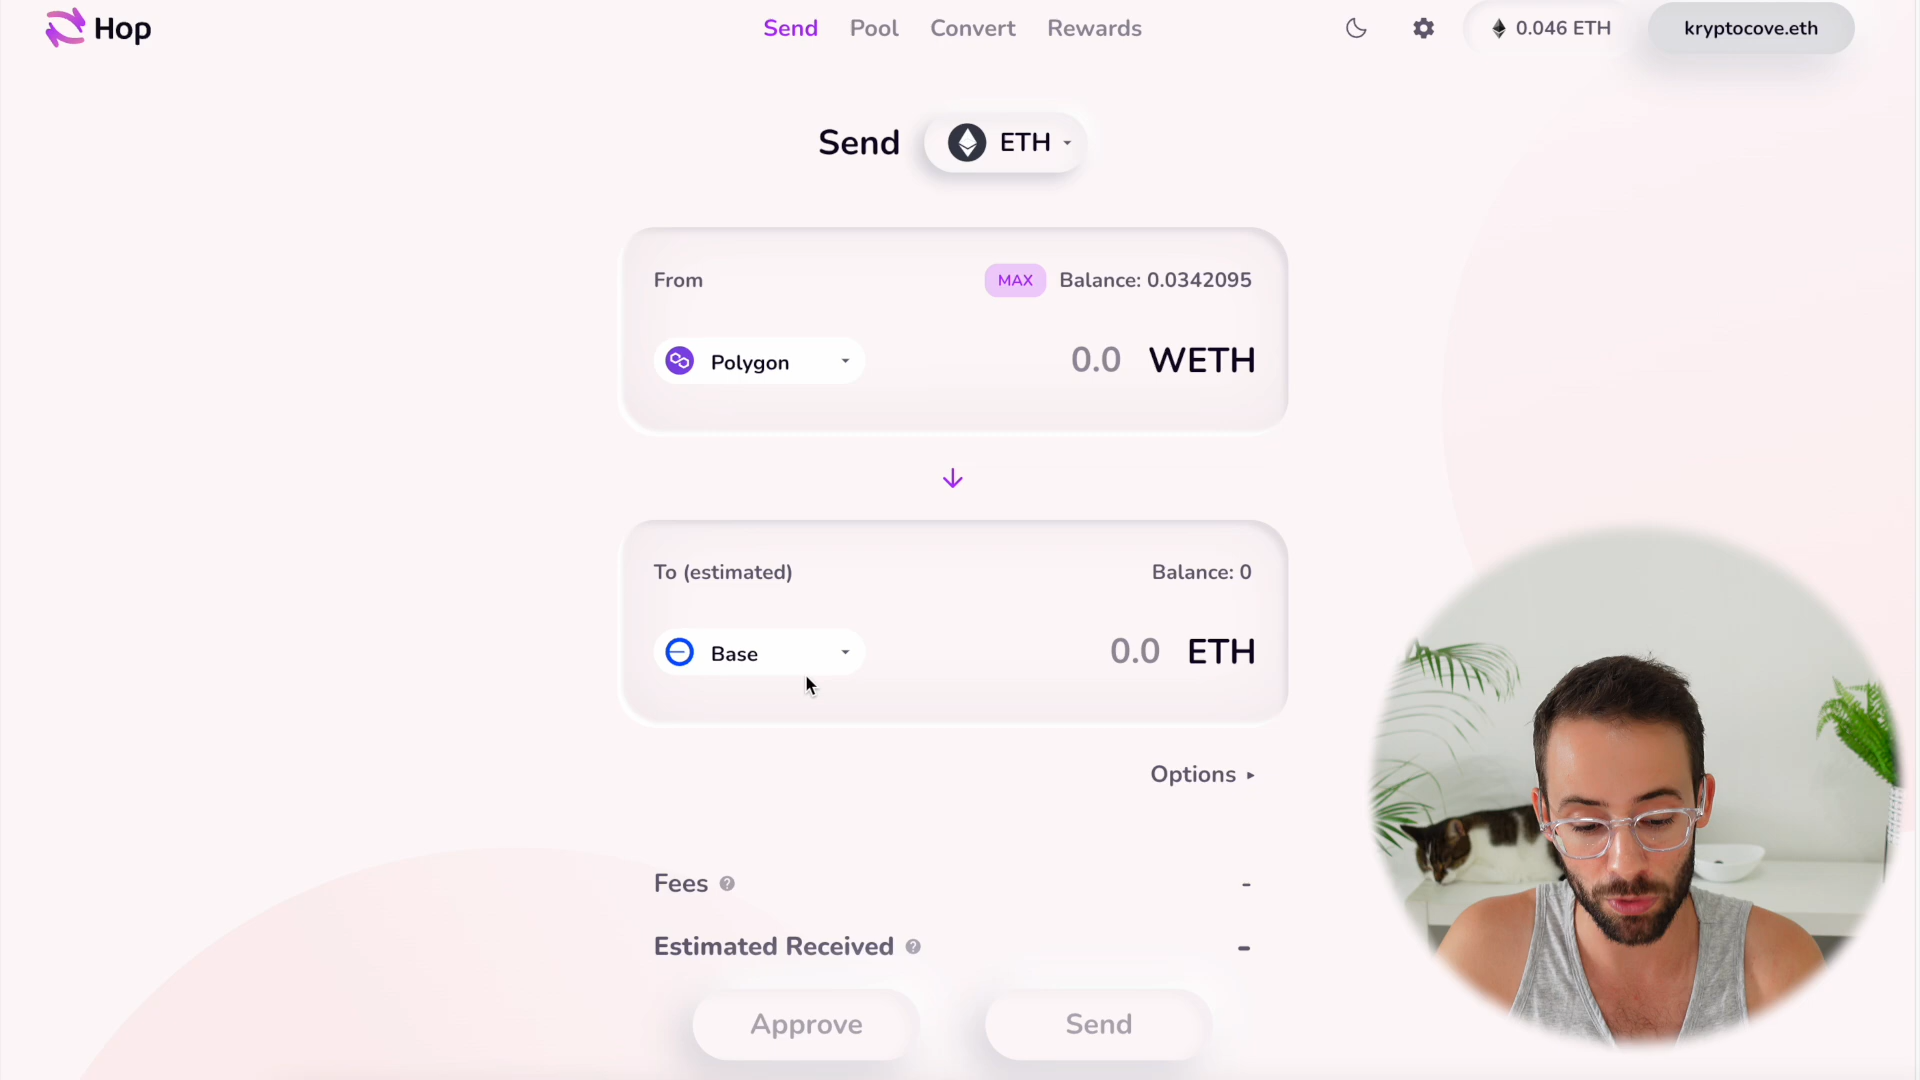 Hop
Send
Pool
Convert
Rewards
0.046 ETH
kryptocove.eth
Send
ETH
From
MAX
Balance: 0.0342095
Polygon
0.0 WETH
To (estimated)
Balance: 0
Base
0.0 ETH
Options
Fees ?
-
Estimated Received ?
-
Approve
Send